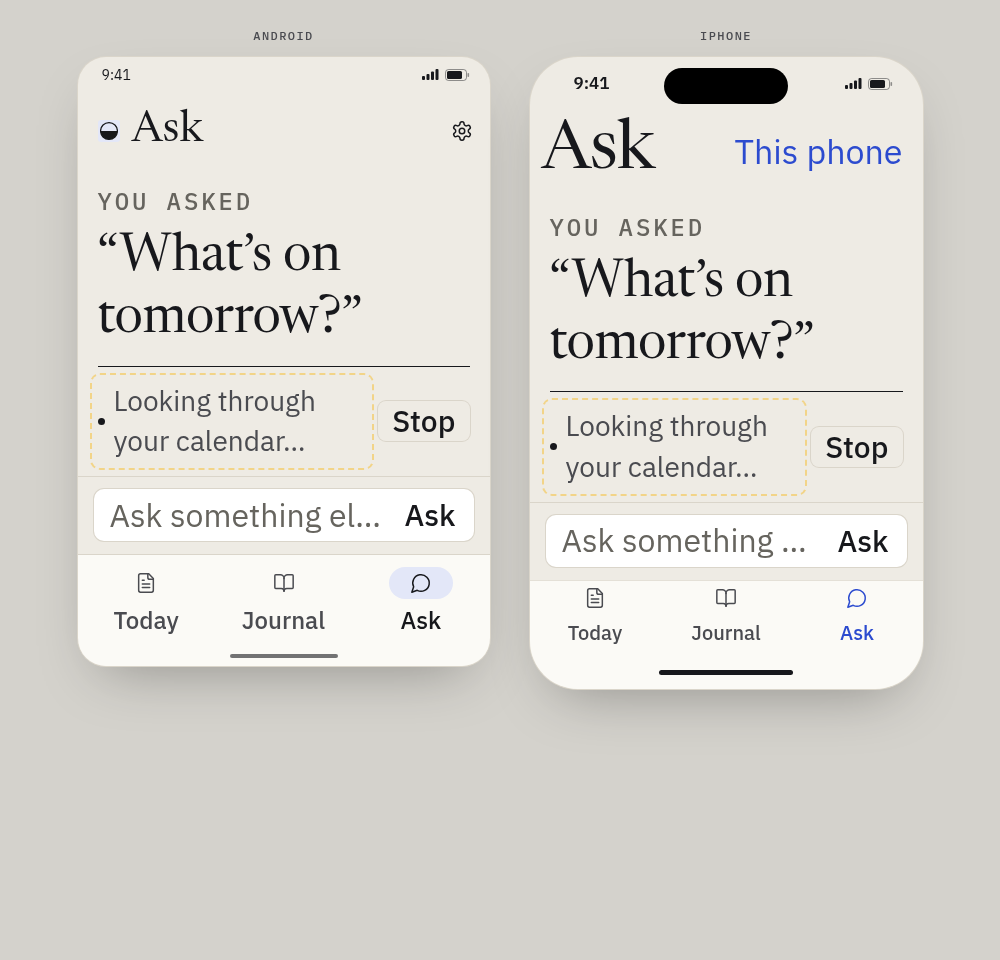 ANDROID
9:41
Ask
YOU ASKED
“What’s on
tomorrow?”
Looking through
your calendar…
Stop
Ask something el…
Ask
Today
Journal
Ask
IPHONE
9:41
Ask
This phone
YOU ASKED
“What’s on
tomorrow?”
Looking through
your calendar…
Stop
Ask something …
Ask
Today
Journal
Ask